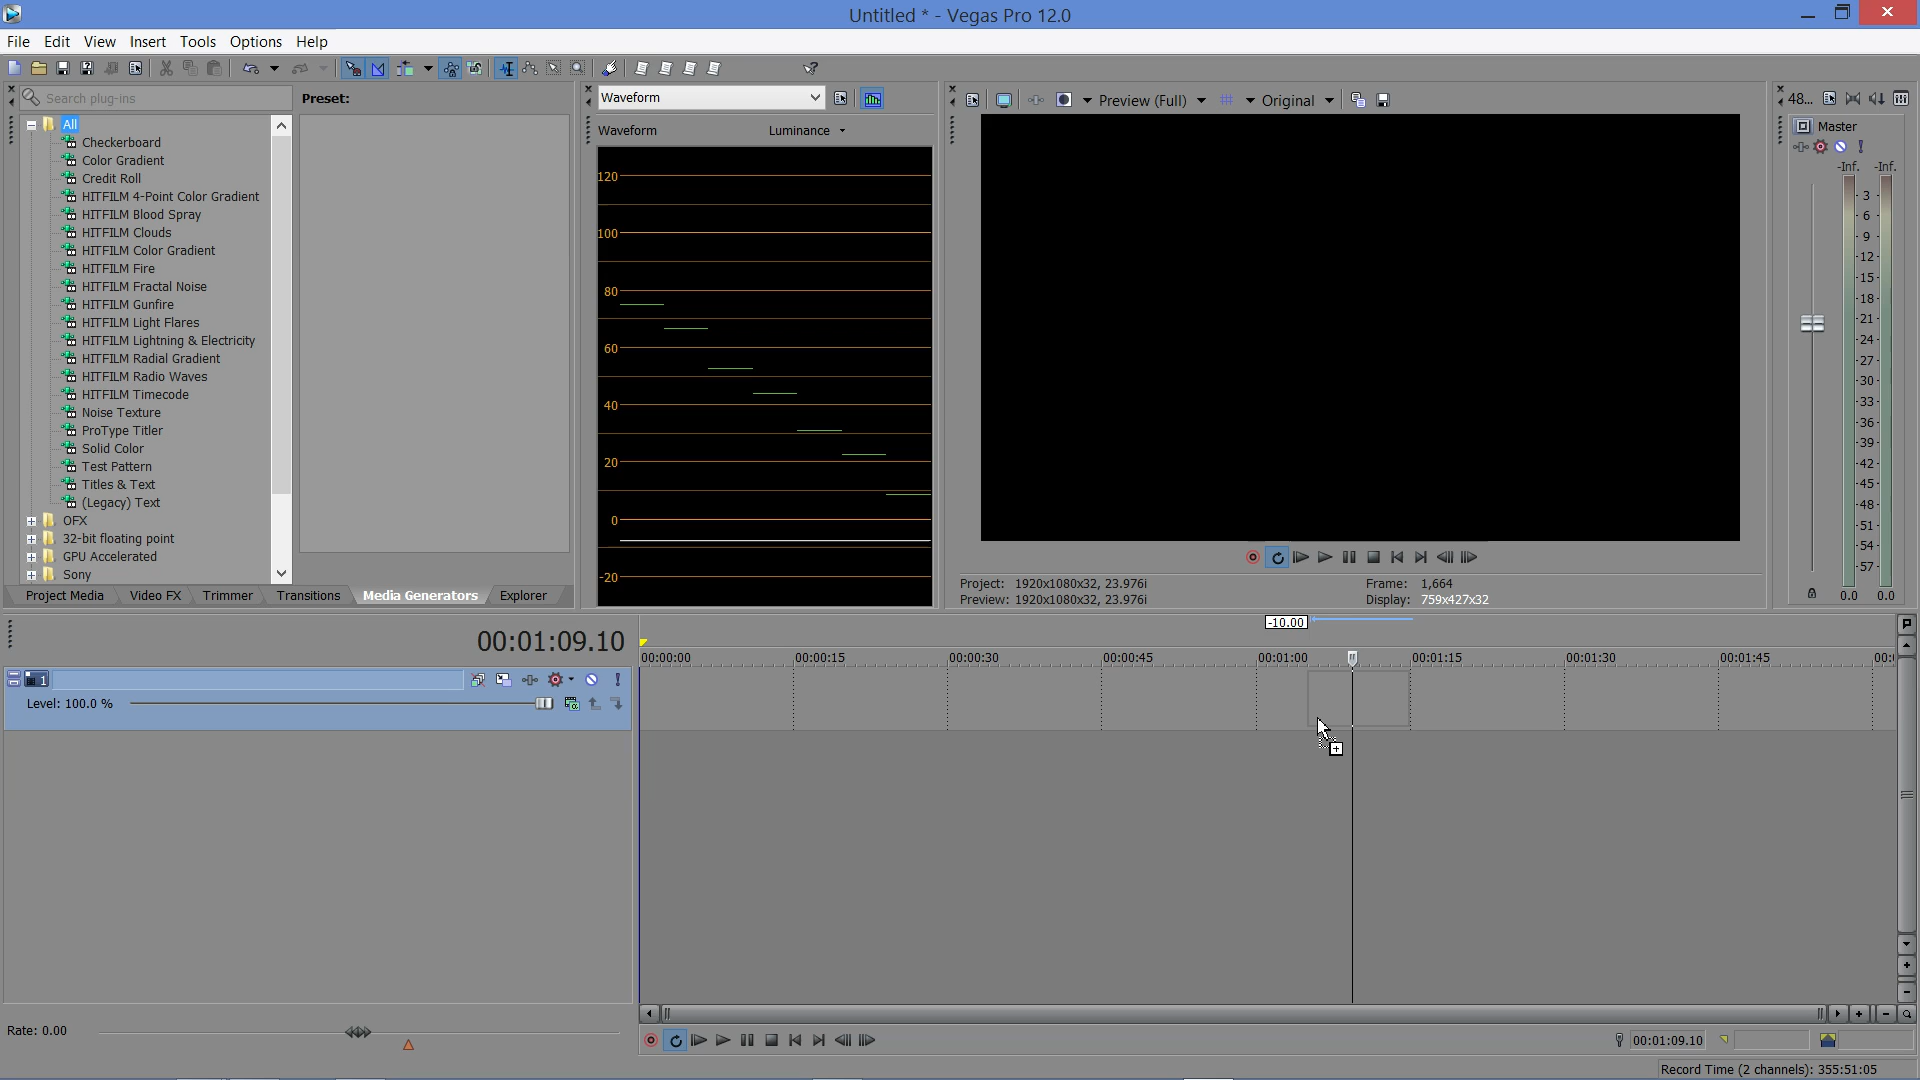 Untitled * - Vegas Pro 12.0
File Edit View Insert Tools Options Help
Search plug-ins
Preset:
All
Checkerboard
Color Gradient
Credit Roll
HITFILM 4-Point Color Gradient
HITFILM Blood Spray
HITFILM Clouds
HITFILM Color Gradient
HITFILM Fire
HITFILM Fractal Noise
HITFILM Gunfire
HITFILM Light Flares
HITFILM Lightning & Electricity
HITFILM Radial Gradient
HITFILM Radio Waves
HITFILM Timecode
Noise Texture
ProType Titler
Solid Color
Test Pattern
Titles & Text
(Legacy) Text
OFX
32-bit floating point
GPU Accelerated
Sony
Project Media Video FX Trimmer Transitions Media Generators Explorer
Waveform
Waveform Luminance
120
100
80
60
40
20
0
-20
Preview (Full) Original
Project: 1920x1080x32, 23.976i Frame: 1,664
Preview: 1920x1080x32, 23.976i Display: 759x427x32
48...
Master
-Inf. -Inf.
3
6
9
-12-
-15-
-18-
-21-
-24-
-27-
-30-
-33-
-36-
-39-
-42-
-45-
-48-
-51-
-54-
-57-
0.0 0.0
00:01:09.10
-10.00
00:00:00 00:00:15 00:00:30 00:00:45 00:01:00 00:01:15 00:01:30 00:01:45 00:
1
Level: 100.0 %
Rate: 0.00
00:01:09.10
Record Time (2 channels): 355:51:05